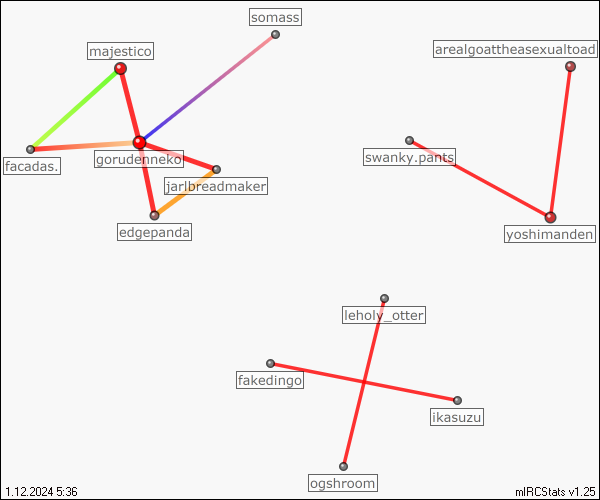 somass
majestico
arealgoattheasexualtoad
facadas.
gorudenneko
swanky.pants
jarlbreadmaker
edgepanda
yoshimanden
leholy_otter
fakedingo
ikasuzu
ogshroom
1.12.2024 5:36
mIRCStats v1.25